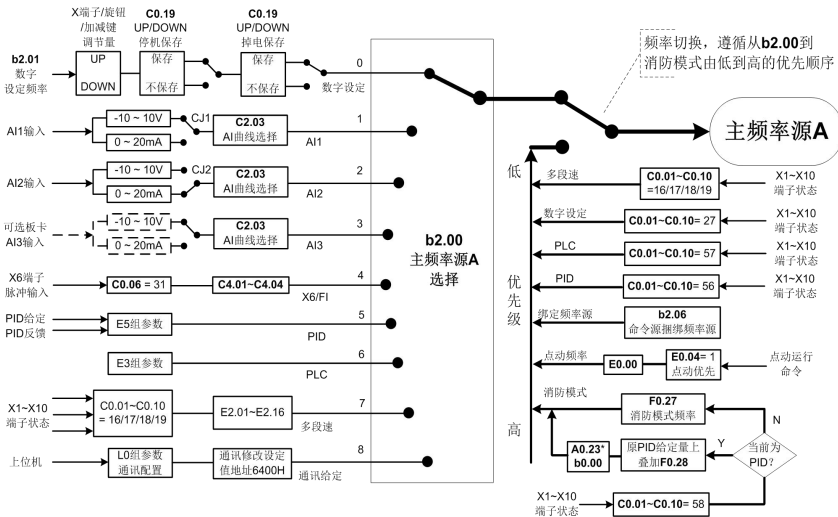 X端子/旋钮
/加减键
调节量
C0.19
UP/DOWN
停机保存
C0.19
UP/DOWN
掉电保存
b2.01
数字
设定频率
UP
DOWN
保存
不保存
保存
不保存
0
数字设定
AI1输入
-10 ~ 10V
0 ~ 20mA
CJ1
C2.03
AI曲线选择
1
AI1
AI2输入
-10 ~ 10V
0 ~ 20mA
CJ2
C2.03
AI曲线选择
2
AI2
可选板卡
AI3输入
-10 ~ 10V
0 ~ 20mA
C2.03
AI曲线选择
3
AI3
X6端子
脉冲输入
C0.06 = 31
C4.01~C4.04
4
X6/FI
PID给定
PID反馈
E5组参数
5
PID
E3组参数
6
PLC
X1~X10
端子状态
C0.01~C0.10
= 16/17/18/19
E2.01~E2.16
7
多段速
上位机
L0组参数
通讯配置
通讯修改设定
值地址6400H
8
通讯给定
b2.00
主频率源A
选择
频率切换，遵循从b2.00到
消防模式由低到高的优先顺序
主频率源A
低
优
先
级
高
多段速
C0.01~C0.10
=16/17/18/19
X1~X10
端子状态
数字设定
C0.01~C0.10= 27
X1~X10
端子状态
PLC
C0.01~C0.10= 57
X1~X10
端子状态
PID
C0.01~C0.10= 56
X1~X10
端子状态
绑定频率源
b2.06
命令源捆绑频率源
点动频率
E0.00
E0.04= 1
点动优先
点动运行
命令
消防模式
F0.27
消防模式频率
N
A0.23*
b0.00
原PID给定量上
叠加F0.28
Y
当前为
PID？
X1~X10
端子状态
C0.01~C0.10= 58